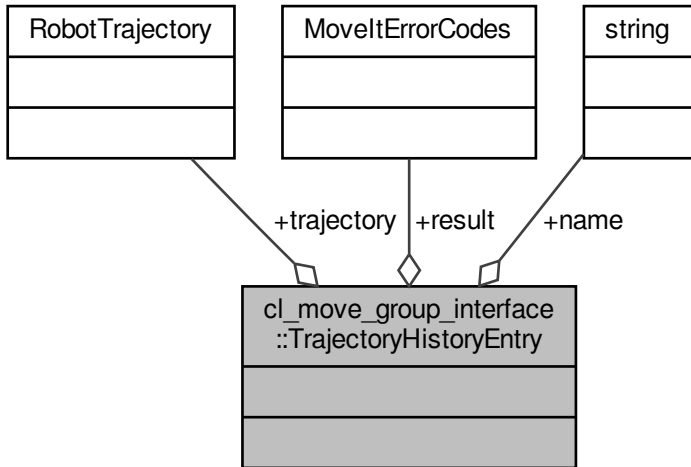 RobotTrajectory
MoveItErrorCodes
string
+trajectory
+result
+name
cl_move_group_interface
::TrajectoryHistoryEntry